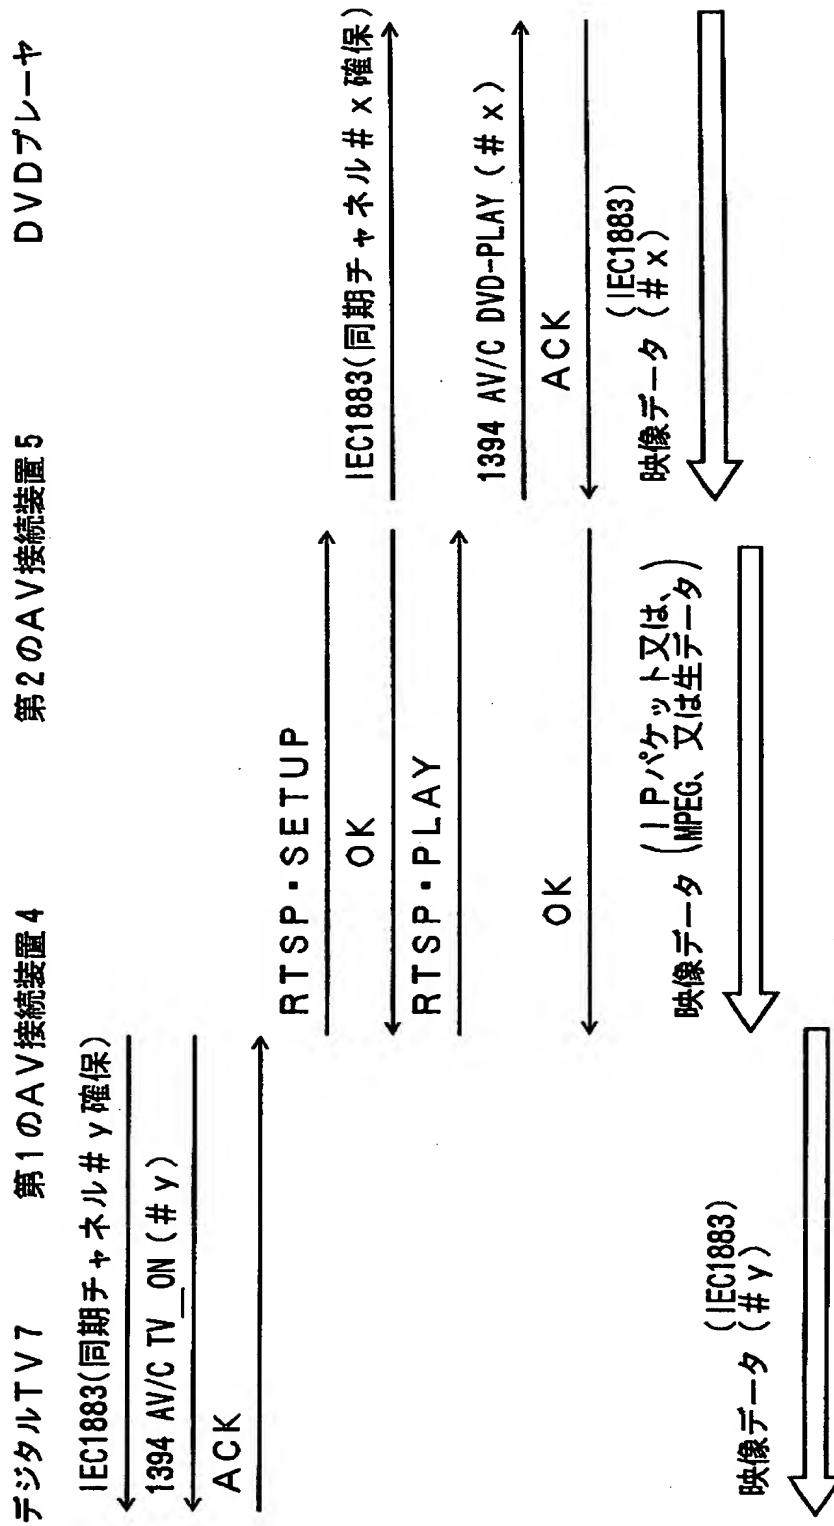 デジタルTV7
第1のAV接続装置4
第2のAV接続装置5
DVDプレーヤ
IEC1883(同期チャネル#y確保)
1394 AV/C TV_ON(#y)
ACK
RTSP・SETUP
OK
IEC1883(同期チャネル#x確保)
RTSP・PLAY
1394 AV/C DVD-PLAY(#x)
ACK
OK
映像データ(IEC1883)
(#x)
映像データ(IPパケット又は、
MPEG、又は生データ)
映像データ(IEC1883)
(#y)